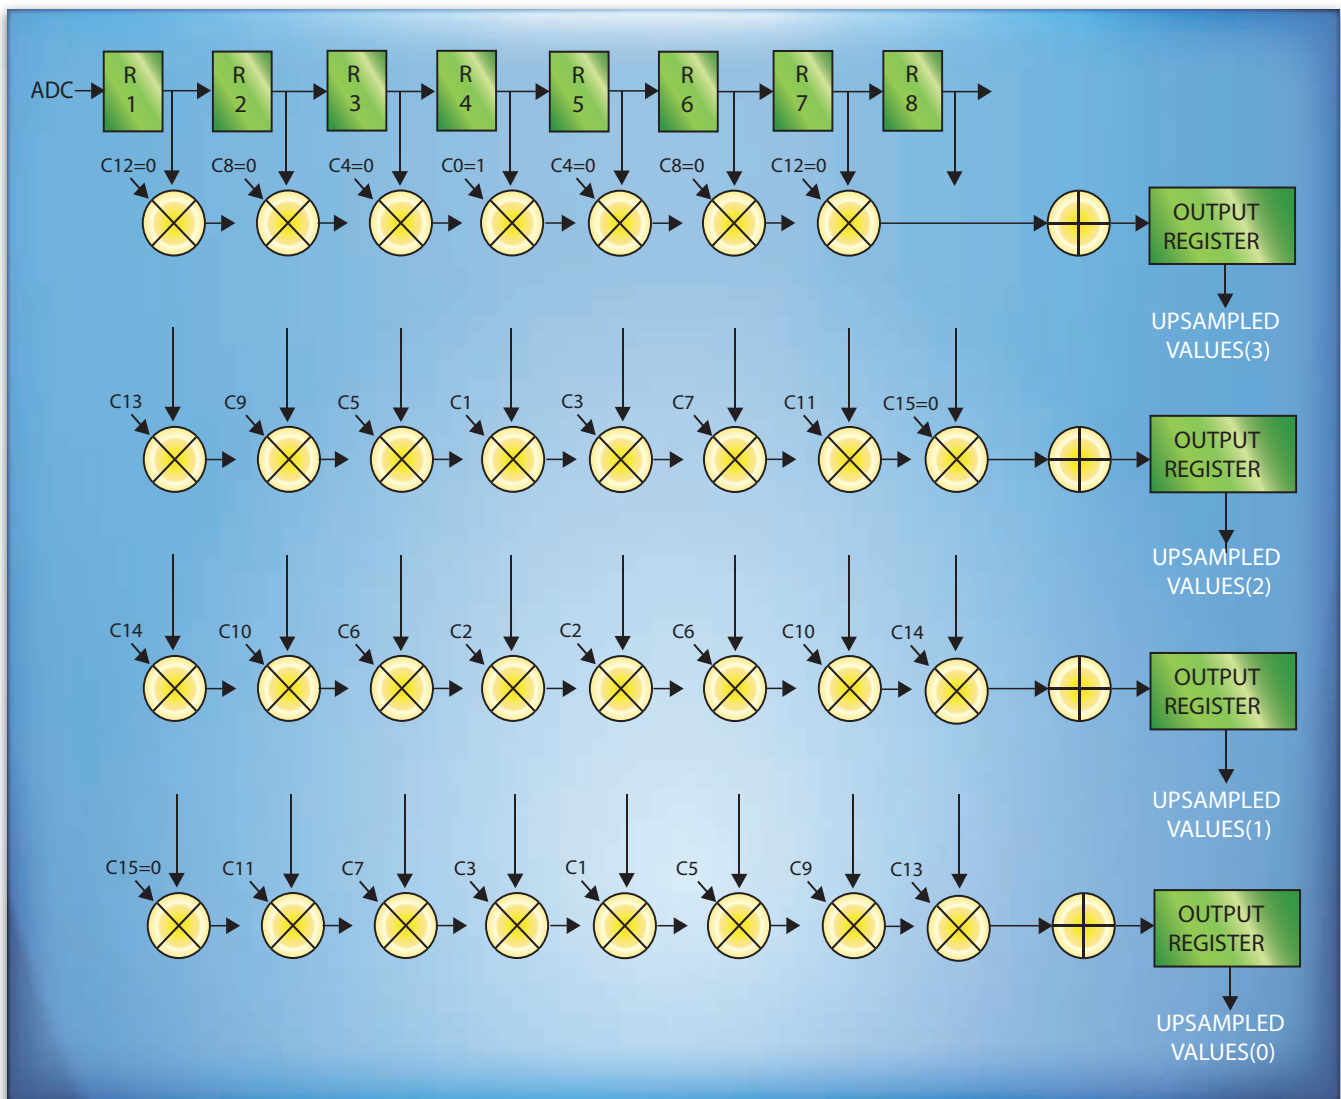 ADC
R 1
R 2
R 3
R 4
R 5
R 6
R 7
R 8
C12=0
C8=0
C4=0
C0=1
C4=0
C8=0
C12=0
OUTPUT
REGISTER
UPSAMPLED
VALUES(3)
C13
C9
C5
C1
C3
C7
C11
C15=0
OUTPUT
REGISTER
UPSAMPLED
VALUES(2)
C14
C10
C6
C2
C2
C6
C10
C14
OUTPUT
REGISTER
UPSAMPLED
VALUES(1)
C15=0
C11
C7
C3
C1
C5
C9
C13
OUTPUT
REGISTER
UPSAMPLED
VALUES(0)